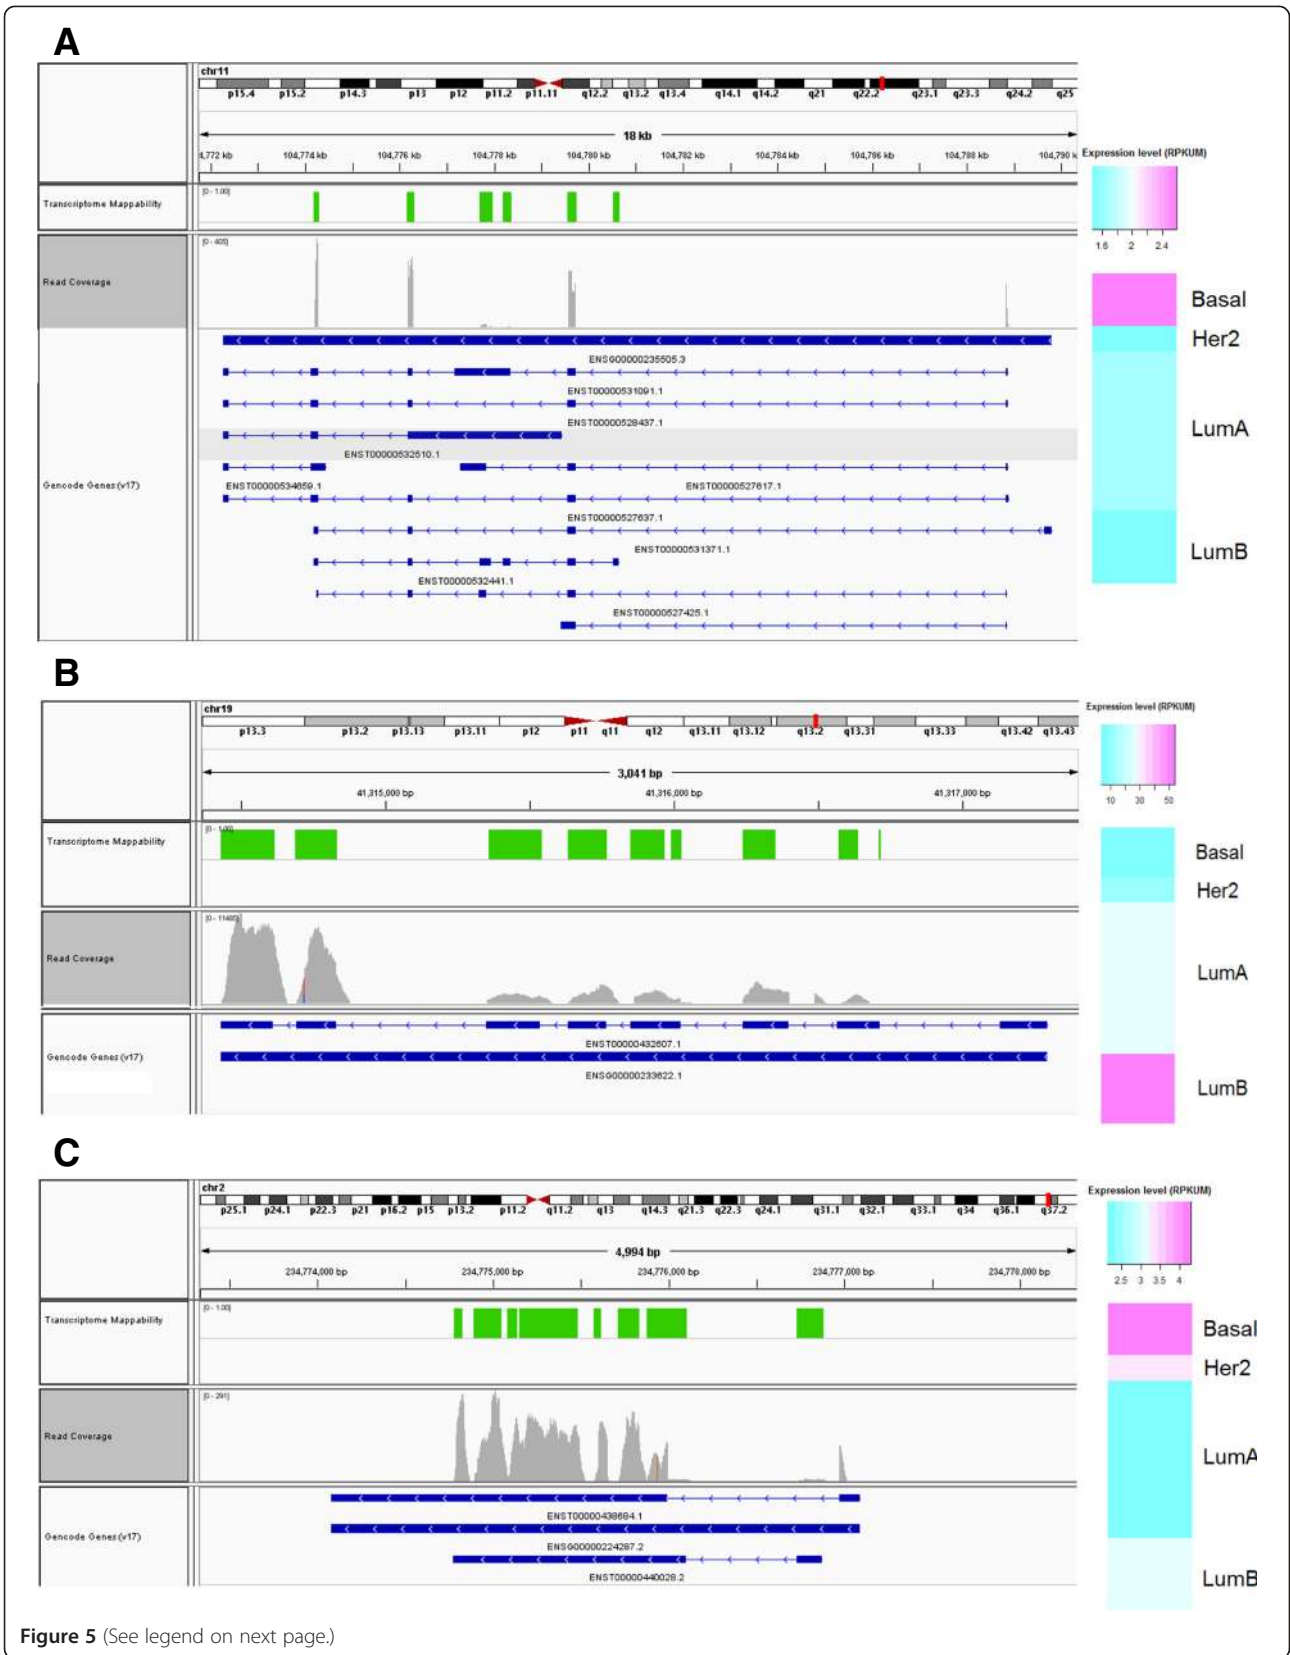 A
chr11
p15.4 p15.2 p14.3 p13 p12 p11.2 p11.11 q12.2 q13.2 q13.4 q14.1 q14.2 q21 q22.2 q23.1 q23.3 q24.2 q25
18 kb
4,772 kb 104,774 kb 104,776 kb 104,778 kb 104,780 kb 104,782 kb 104,784 kb 104,786 kb 104,788 kb 104,790 k
Expression level (RPKUM)
1.6 2 2.4
Transcriptome Mappability
[0 - 1.00]
Read Coverage
[0 - 405]
Basal
Her2
LumA
LumB
Gencode Genes (v17)
ENSG00000235505.3
ENST00000531091.1
ENST00000528437.1
ENST00000532510.1
ENST00000534659.1 ENST00000527617.1
ENST00000527637.1
ENST00000531371.1
ENST00000532441.1
ENST00000527425.1
B
chr19
p13.3 p13.2 p13.13 p13.11 p12 p11 q11 q12 q13.11 q13.12 q13.2 q13.31 q13.33 q13.42 q13.43
3,041 bp
41,315,000 bp 41,316,000 bp 41,317,000 bp
Expression level (RPKUM)
10 30 50
Transcriptome Mappability
[0 - 1.00]
Read Coverage
Basal
Her2
LumA
LumB
Gencode Genes (v17)
ENST00000432607.1
ENSG00000233622.1
C
chr2
p25.1 p24.1 p22.3 p21 p16.2 p15 p13.2 p11.2 q11.2 q13 q14.3 q21.3 q22.3 q24.1 q31.1 q32.1 q33.1 q34 q36.1 q37.2
4,994 bp
234,774,000 bp 234,775,000 bp 234,776,000 bp 234,777,000 bp 234,778,000 bp
Expression level (RPKUM)
2.5 3 3.5 4
Transcriptome Mappability
[0 - 1.00]
Read Coverage
[0 - 291]
Basal
Her2
LumA
LumB
Gencode Genes (v17)
ENST00000438684.1
ENSG00000224287.2
ENST00000440028.2
Figure 5 (See legend on next page.)